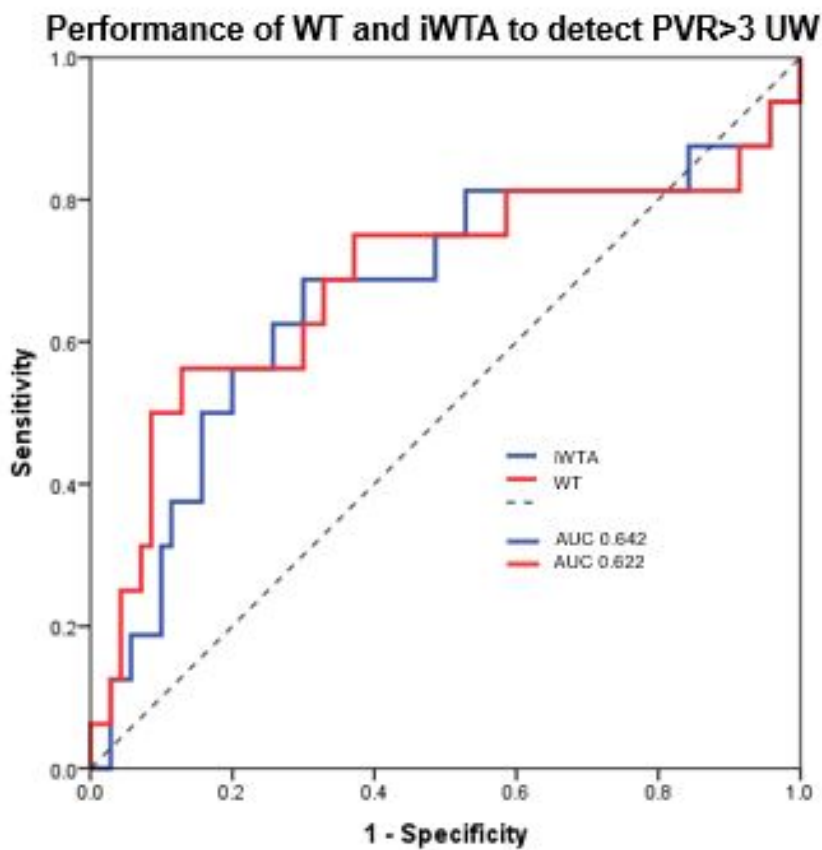 Performance of WT and iWTA to detect PVR>3 UW
1.0
0.8
0.6
0.4
0.2
0.0
Sensitivity
iWTA
WT
AUC 0.642
AUC 0.622
0.0 0.2 0.4 0.6 0.8 1.0
1 - Specificity